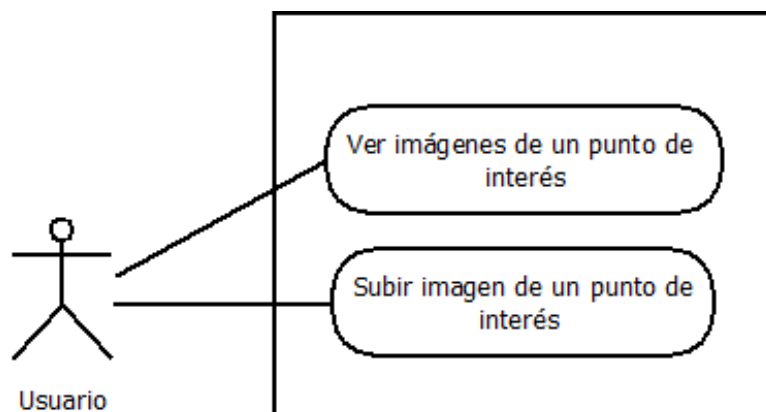 Ver imágenes de un punto de
interés
Subir imagen de un punto de
interés
Usuario